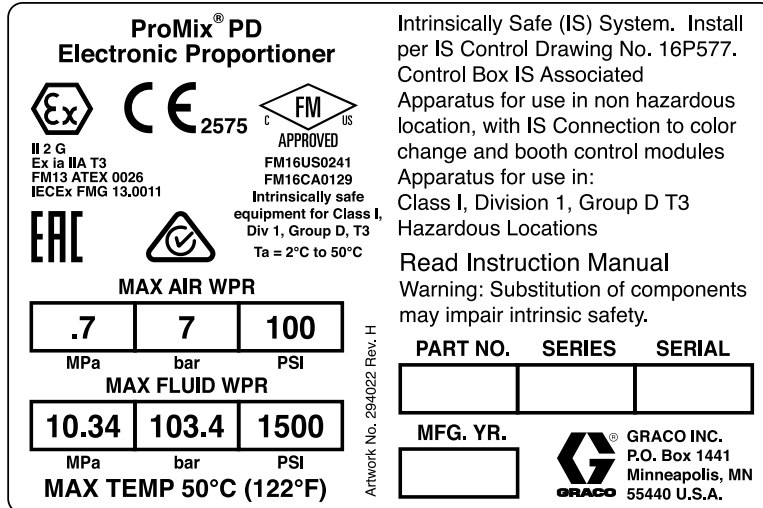 ProMix® PD
Electronic Proportioner
Ex
CE 2575
FM
C US
APPROVED
II 2 G
Ex ia IIA T3
FM13 ATEX 0026
IECEx FMG 13.0011
FM16US0241
FM16CA0129
Intrinsically safe
equipment for Class I,
Div 1, Group D, T3
Ta = 2°C to 50°C
EAC
MAX AIR WPR
.7 7 100
MPa bar PSI
MAX FLUID WPR
10.34 103.4 1500
MPa bar PSI
MAX TEMP 50°C (122°F)
Artwork No. 294022 Rev. H
Intrinsically Safe (IS) System. Install
per IS Control Drawing No. 16P577.
Control Box IS Associated
Apparatus for use in non hazardous
location, with IS Connection to color
change and booth control modules
Apparatus for use in:
Class I, Division 1, Group D T3
Hazardous Locations
Read Instruction Manual
Warning: Substitution of components
may impair intrinsic safety.
PART NO. SERIES SERIAL
MFG. YR.
G®
GRACO
GRACO INC.
P.O. Box 1441
Minneapolis, MN
55440 U.S.A.